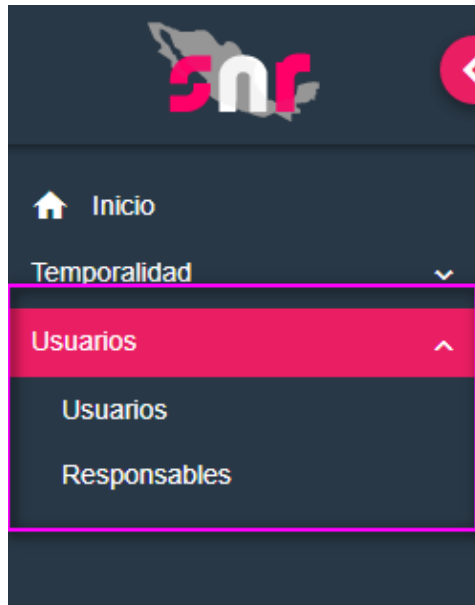 snr
Inicio
Temporalidad
Usuarios
Usuarios
Responsables